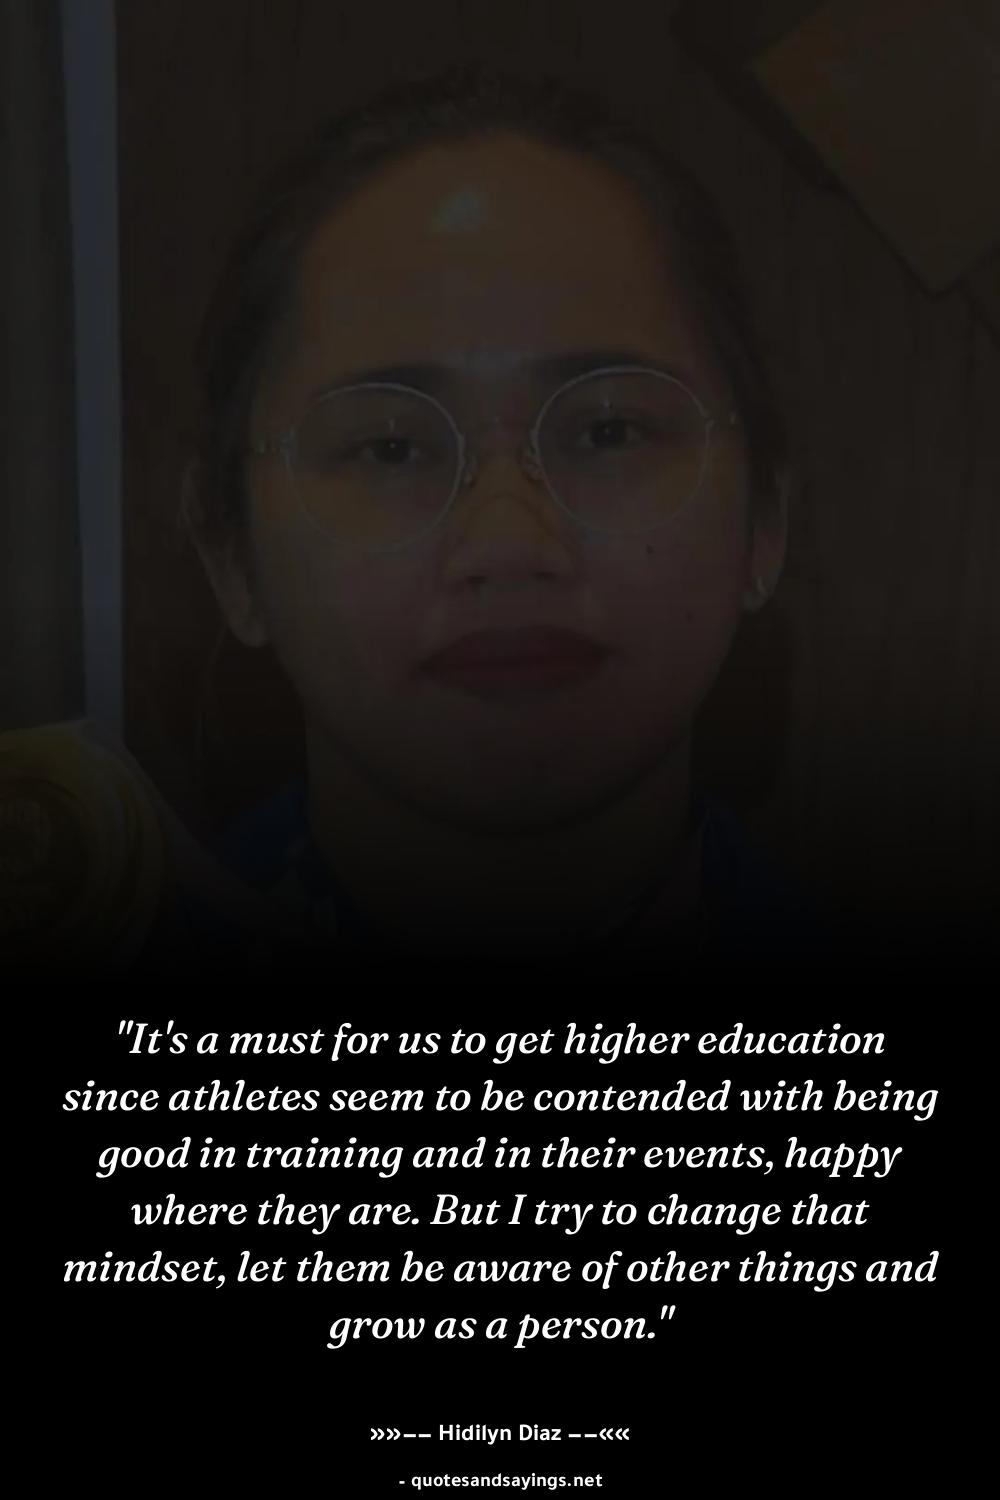 "It's a must for us to get higher education
since athletes seem to be contended with being
good in training and in their events, happy
where they are. But I try to change that
mindset, let them be aware of other things and
grow as a person."
»»–– Hidilyn Diaz ––««
- quotesandsayings.net